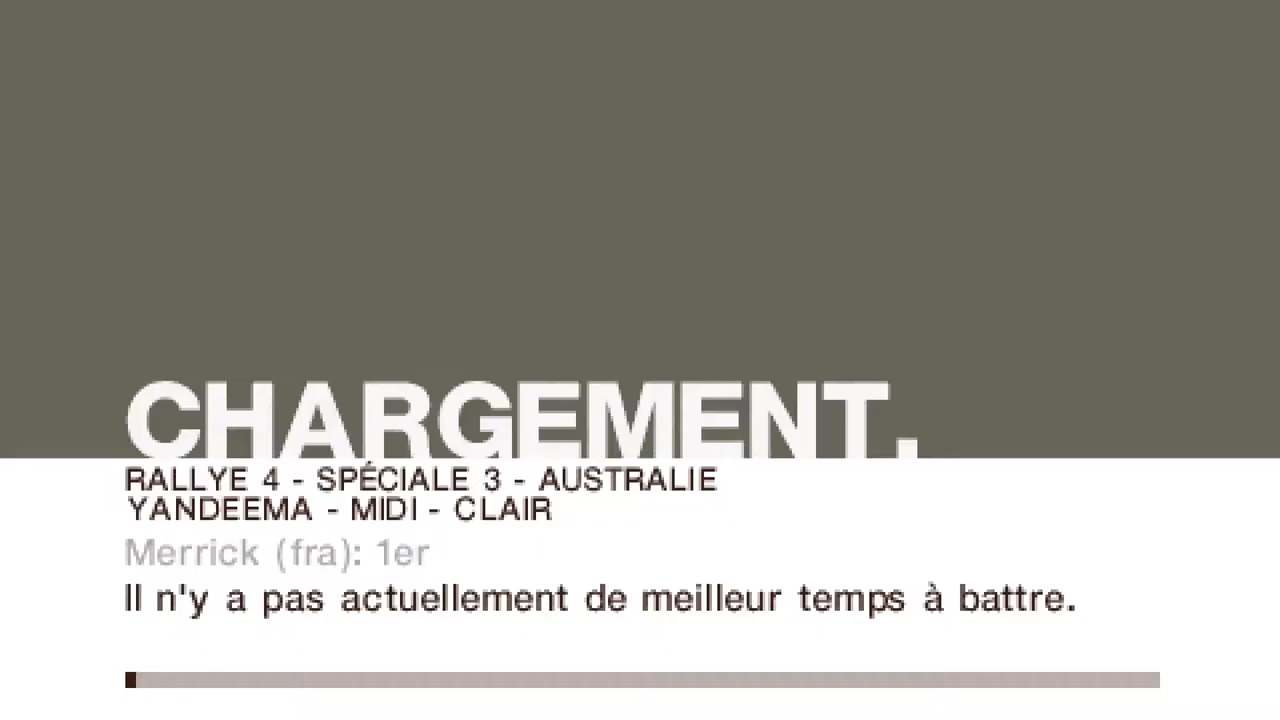 CHARGEMENT.
RALLYE 4 - SPÉCIALE 3 - AUSTRALIE
YANDEEMA - MIDI - CLAIR
Merrick (fra): 1er
Il n'y a pas actuellement de meilleur temps à battre.